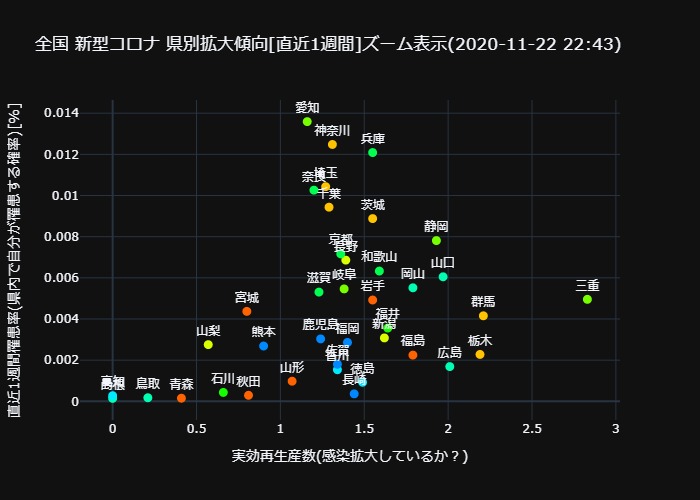 全国 新型コロナ 県別拡大傾向[直近1週間]ズーム表示(2020-11-22 22:43)
直近1週間罹患率(県内で自分が罹患する確率)[%]
0.014
0.012
0.01
0.008
0.006
0.004
0.002
0
愛知
神奈川
兵庫
埼玉
奈良
千葉
茨城
静岡
京都
長野
和歌山
山口
岡山
滋賀
岐阜
岩手
三重
宮城
群馬
福井
新潟
鹿児島
福岡
山梨
熊本
福島
栃木
広島
山形
徳島
長崎
石川
秋田
鳥取
青森
0
0.5
1
1.5
2
2.5
3
実効再生産数(感染拡大しているか？)